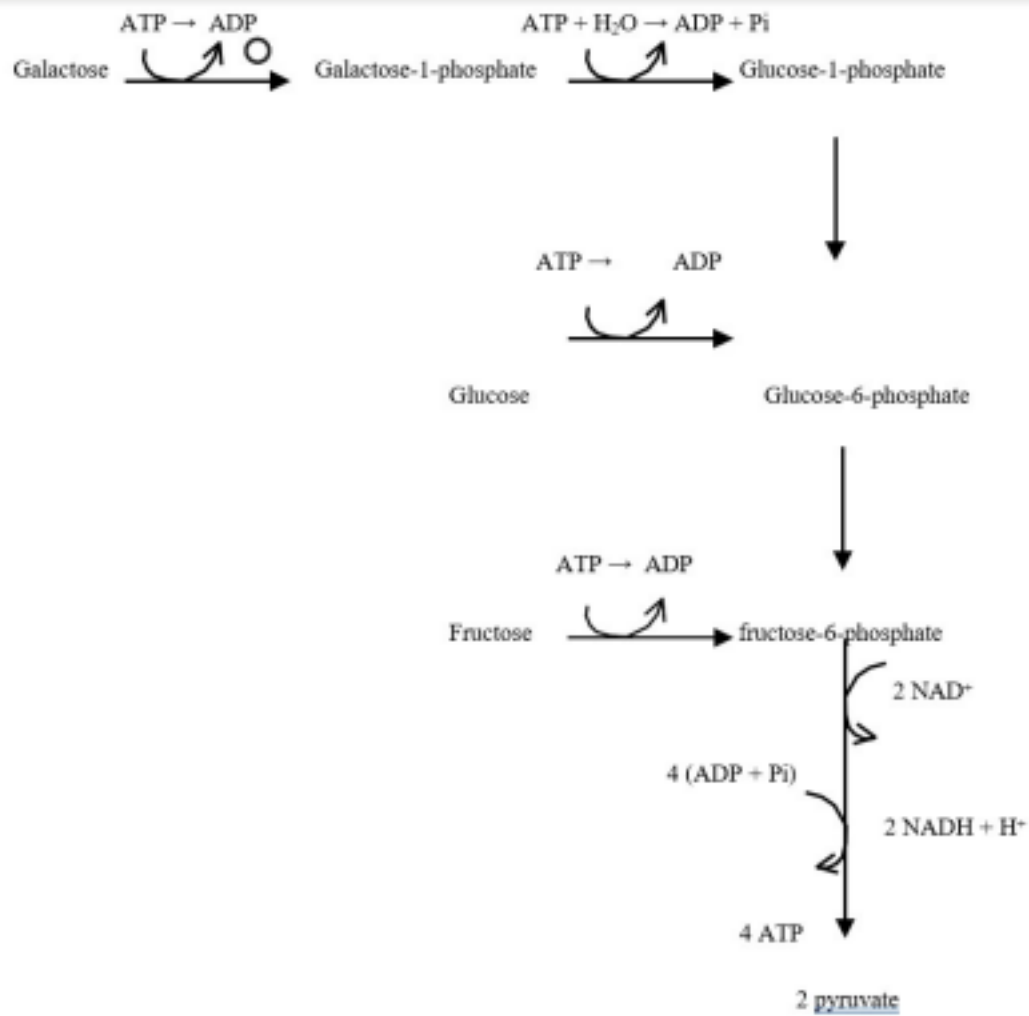 ATP → ADP
ATP + H₂O → ADP + Pi
Galactose
Galactose-1-phosphate
Glucose-1-phosphate
ATP → ADP
Glucose
Glucose-6-phosphate
ATP → ADP
Fructose
fructose-6-phosphate
2 NAD⁺
4 (ADP + Pi)
2 NADH + H⁺
4 ATP
2 pyruvate